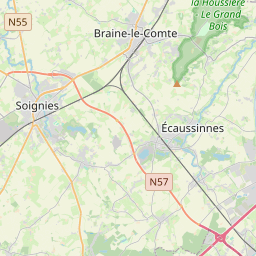 la Houssière
Le Grand
Bois
N55
Braine-le-Comte
Soignies
Écaussinnes
N57